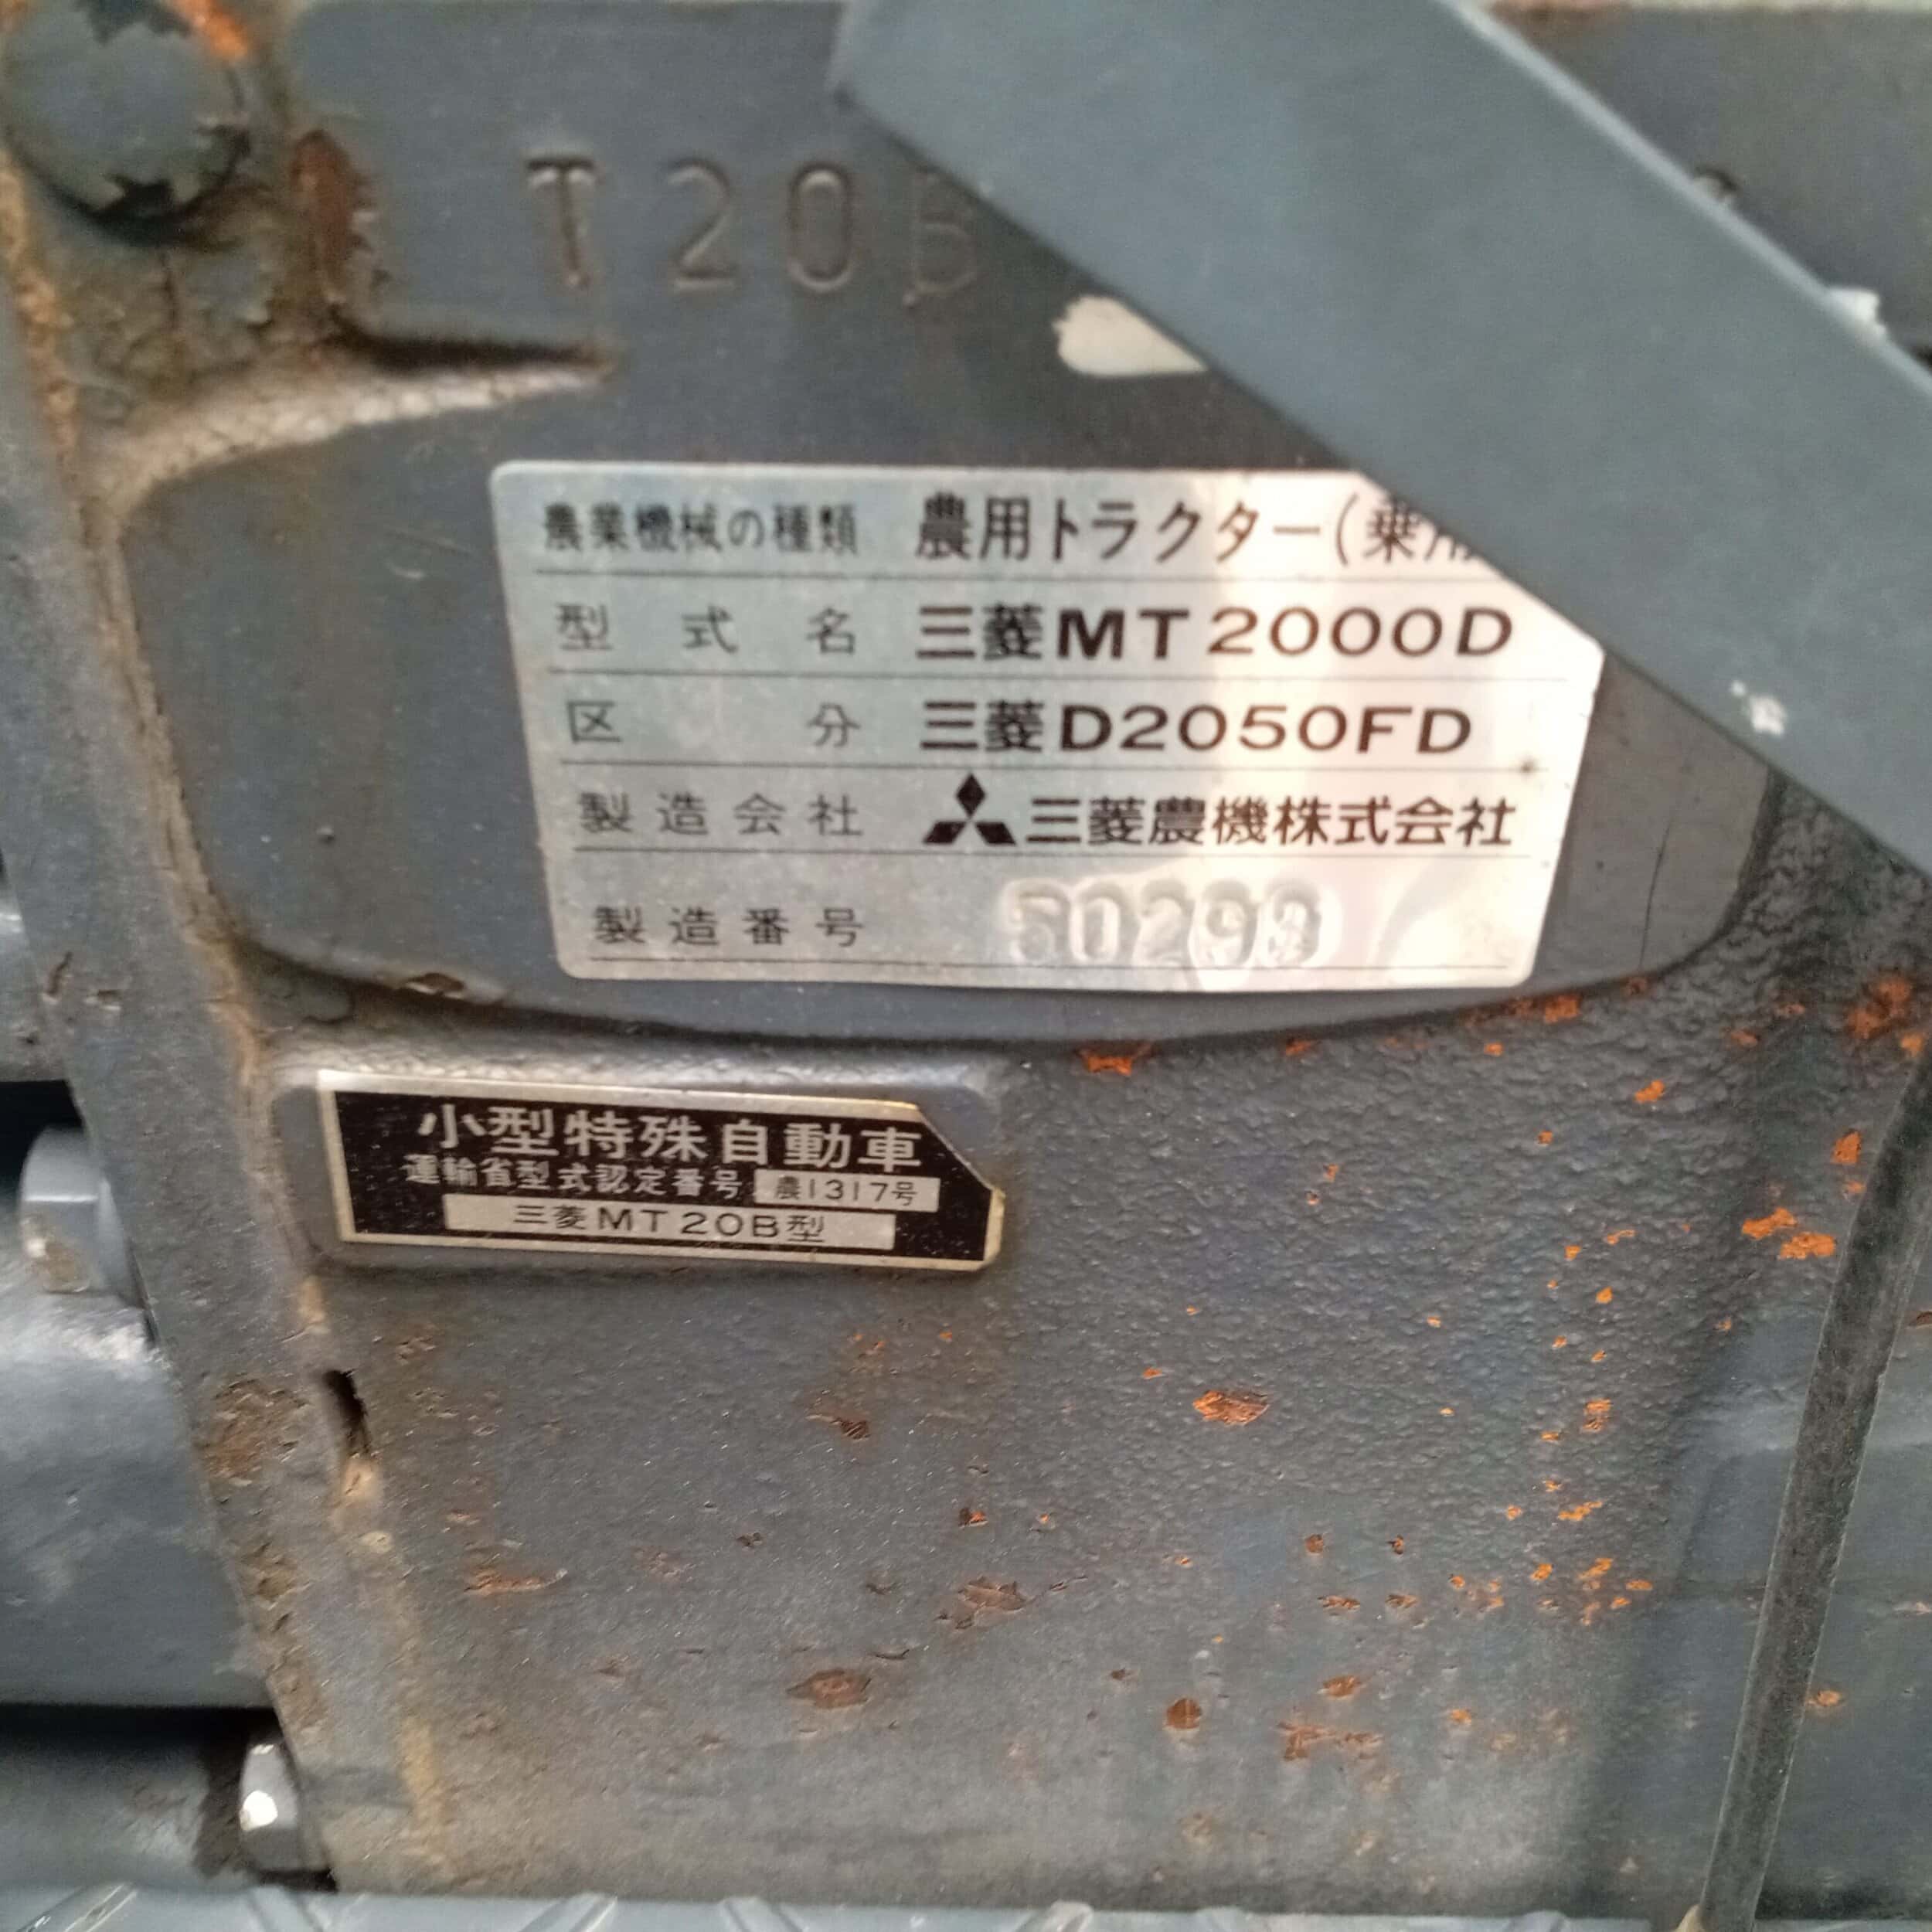 T20B
農業機械の種類 農用トラクター(乗用
型式名 三菱MT2000D
区分 三菱D2050FD
製造会社 三菱農機株式会社
製造番号
小型特殊自動車
運輸省型式認定番号 農1317号
三菱MT20B型